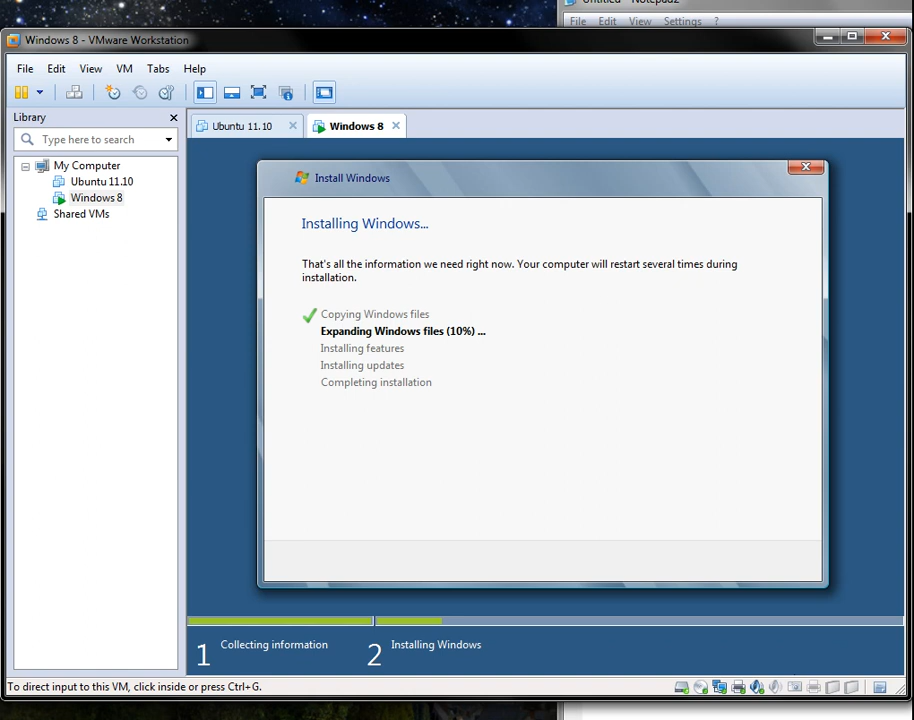 Untitled - Notepad2
File Edit View Settings ?
Windows 8 - VMware Workstation
File Edit View VM Tabs Help
Library
Type here to search
My Computer
Ubuntu 11.10
Windows 8
Shared VMs
Ubuntu 11.10
Windows 8
Install Windows
Installing Windows...
That's all the information we need right now. Your computer will restart several times during
installation.
Copying Windows files
Expanding Windows files (10%) ...
Installing features
Installing updates
Completing installation
1 Collecting information
2 Installing Windows
To direct input to this VM, click inside or press Ctrl+G.